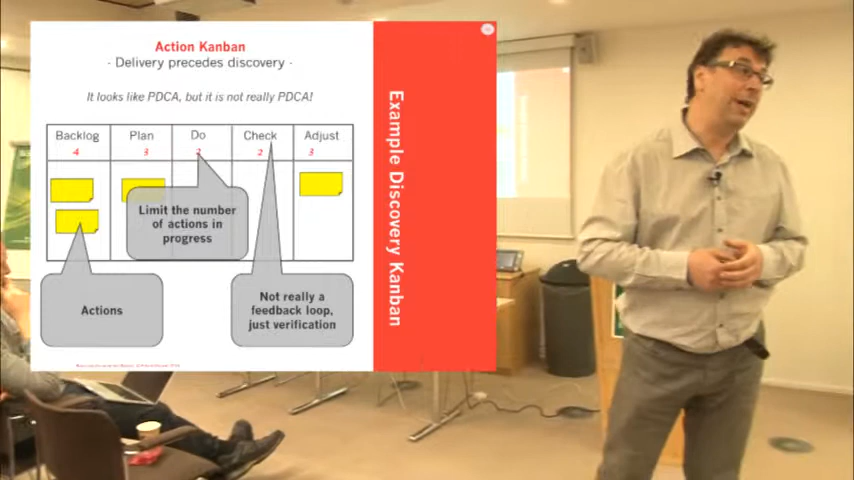 Action Kanban
- Delivery precedes discovery -
It looks like PDCA, but it is not really PDCA!
Backlog Plan Do Check Adjust
4 3 2 2 3
Limit the number
of actions in
progress
Actions
Not really a
feedback loop,
just verification
Example Discovery Kanban